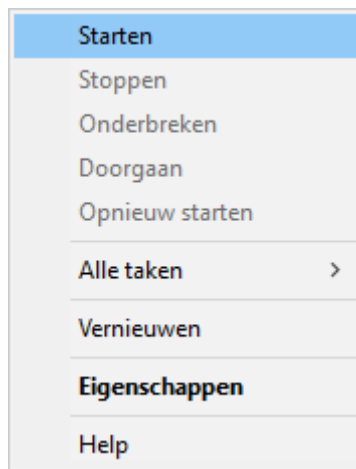 Starten
Stoppen
Onderbreken
Doorgaan
Opnieuw starten
Alle taken
Vernieuwen
Eigenschappen
Help